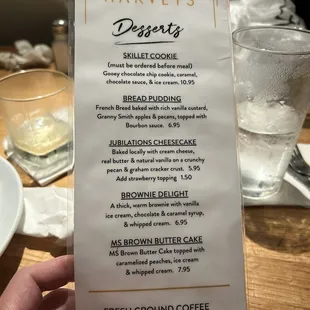 HARVEYS
Desserts
SKILLET COOKIE
(must be ordered before meal)
Gooey chocolate chip cookie, caramel,
chocolate sauce, & ice cream. 10.95
BREAD PUDDING
French Bread baked with rich vanilla custard,
Granny Smith apples & pecans, topped with
Bourbon sauce. 6.95
JUBILATIONS CHEESECAKE
Baked locally with cream cheese,
real butter & natural vanilla on a crunchy
pecan & graham cracker crust. 5.95
Add strawberry topping 1.50
BROWNIE DELIGHT
A thick, warm brownie with vanilla
ice cream, chocolate & caramel syrup,
& whipped cream. 6.95
MS BROWN BUTTER CAKE
MS Brown Butter Cake topped with
caramelized peaches, ice cream
& whipped cream. 7.95
FRESH GROUND COFFEE